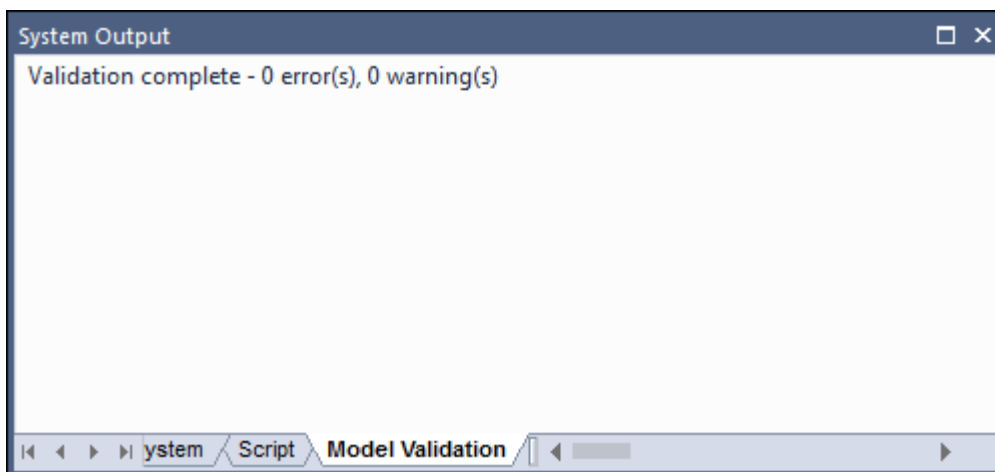 System Output
Validation complete - 0 error(s), 0 warning(s)
ystem Script Model Validation